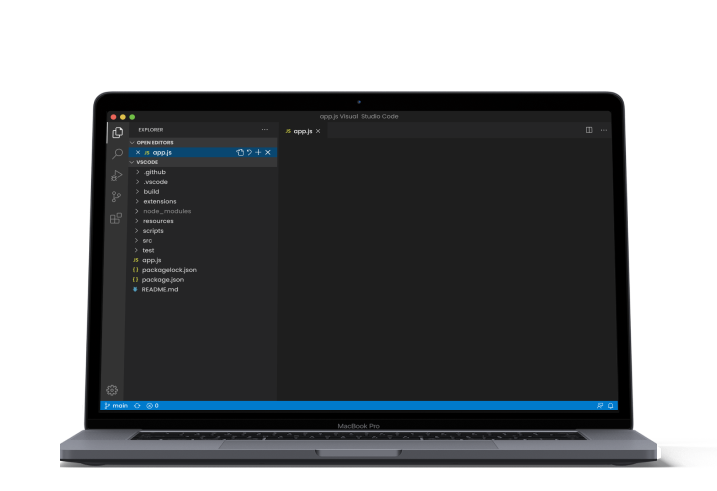 app.js Visual Studio Code
EXPLORER
JS app.js
OPEN EDITORS
JS app.js
VSCODE
.github
.vscode
build
extensions
node_modules
resources
scripts
src
test
JS app.js
{} packagelock.json
{} package.json
README.md
main 0
MacBook Pro